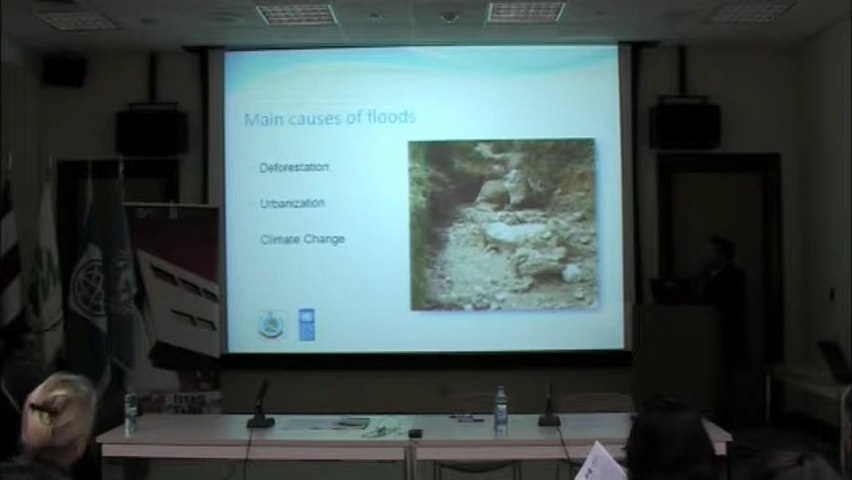 Main causes of floods
Deforestation
Urbanization
Climate Change